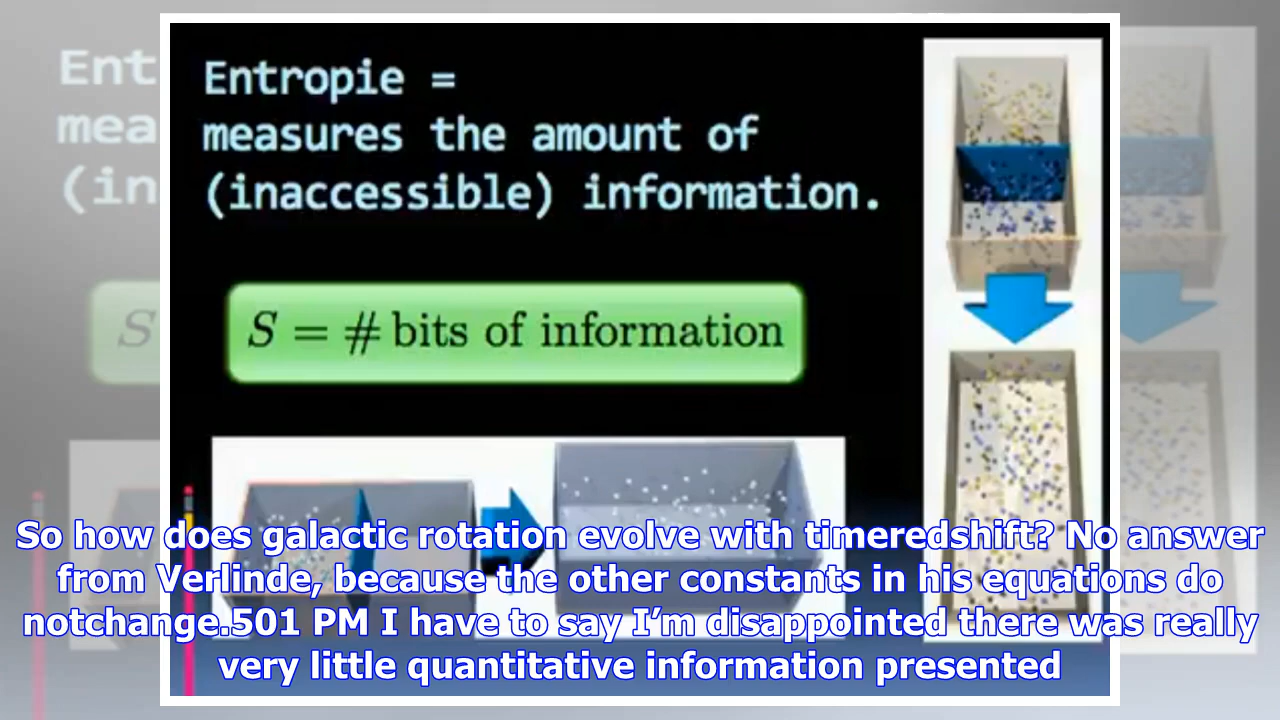 Entropie =
measures the amount of
(inaccessible) information.
S = # bits of information
So how does galactic rotation evolve with timeredshift? No answer
from Verlinde, because the other constants in his equations do
notchange.501 PM I have to say I’m disappointed there was really
very little quantitative information presented